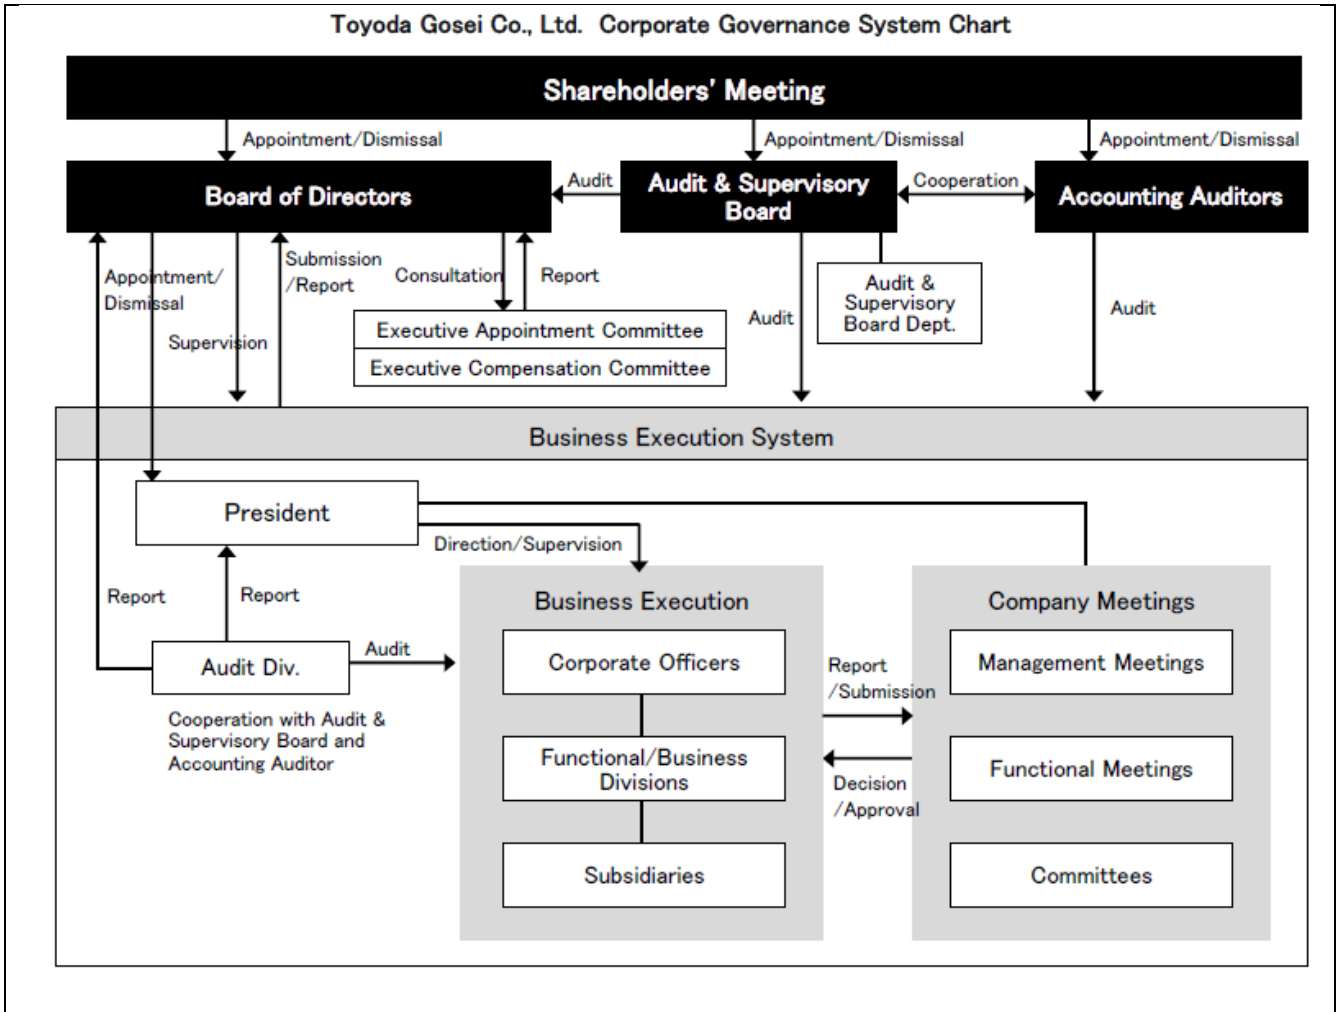 Toyoda Gosei Co., Ltd. Corporate Governance System Chart
Shareholders' Meeting
Appointment/Dismissal
Appointment/Dismissal
Appointment/Dismissal
Board of Directors
Audit
Audit & Supervisory
Board
Cooperation
Accounting Auditors
Appointment/
Dismissal
Supervision
Submission
/Report
Consultation
Report
Executive Appointment Committee
Executive Compensation Committee
Audit
Audit &
Supervisory
Board Dept.
Audit
Business Execution System
President
Direction/Supervision
Report
Report
Audit Div.
Audit
Cooperation with Audit &
Supervisory Board and
Accounting Auditor
Business Execution
Corporate Officers
Functional/Business
Divisions
Subsidiaries
Report
/Submission
Decision
/Approval
Company Meetings
Management Meetings
Functional Meetings
Committees